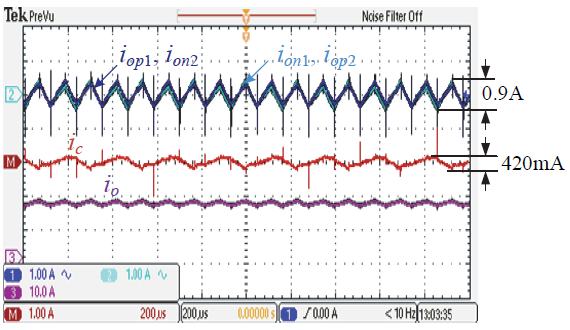 Tek PreVu Noise Filter Off
iop1, ion2 ion1, iop2
2 0.9A
ic
M 420mA
io
3
1 1.00 A 2 1.00 A
3 10.0 A
M 1.00 A 200µs 200µs 0.00000 s 1 0.00 A <10 Hz 13:03:35